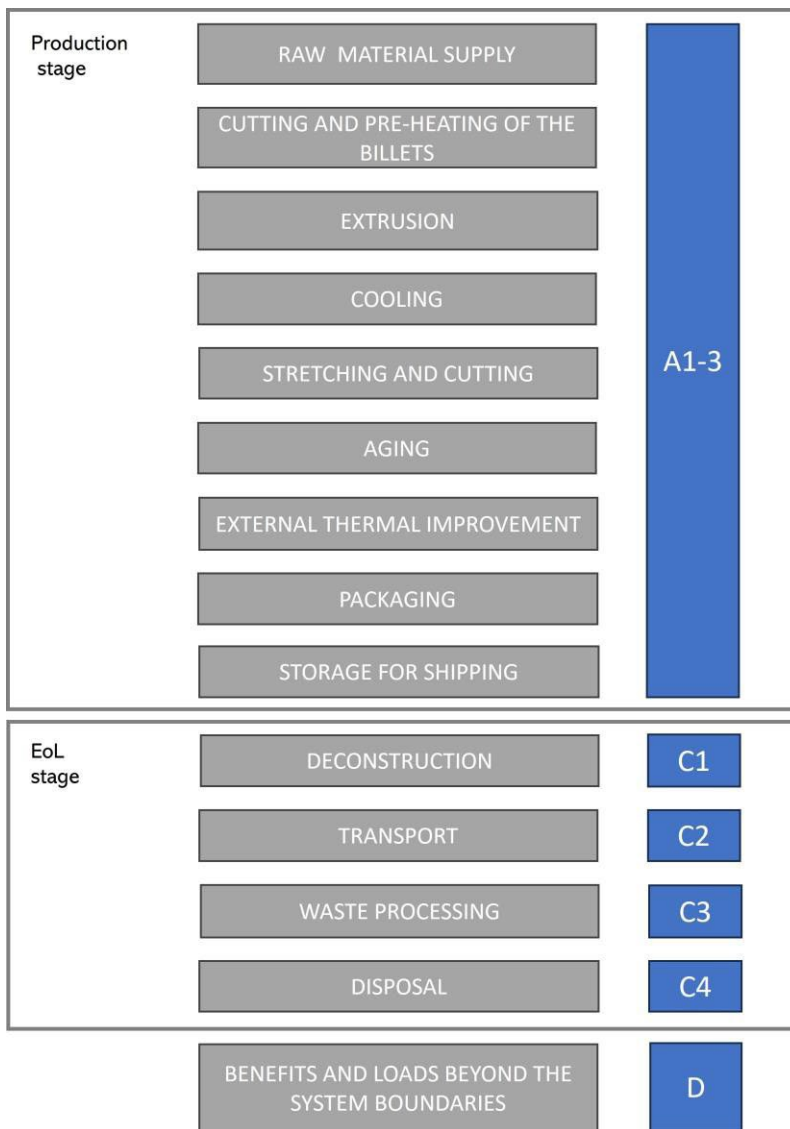 Production
stage
RAW MATERIAL SUPPLY
CUTTING AND PRE-HEATING OF THE
BILLETS
EXTRUSION
COOLING
STRETCHING AND CUTTING
A1-3
AGING
EXTERNAL THERMAL IMPROVEMENT
PACKAGING
STORAGE FOR SHIPPING
EoL
stage
DECONSTRUCTION
C1
TRANSPORT
C2
WASTE PROCESSING
C3
DISPOSAL
C4
BENEFITS AND LOADS BEYOND THE
SYSTEM BOUNDARIES
D